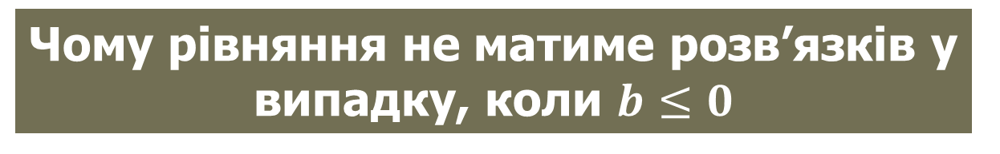 Чому рівняння не матиме розв’язків у
випадку, коли b ≤ 0